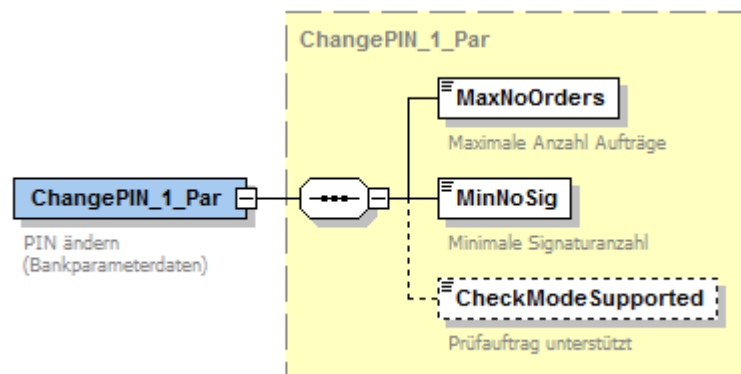 ChangePIN_1_Par
MaxNoOrders
Maximale Anzahl Aufträge
ChangePIN_1_Par
PIN ändern
(Bankparameterdaten)
MinNoSig
Minimale Signaturanzahl
CheckModeSupported
Prüfauftrag unterstützt